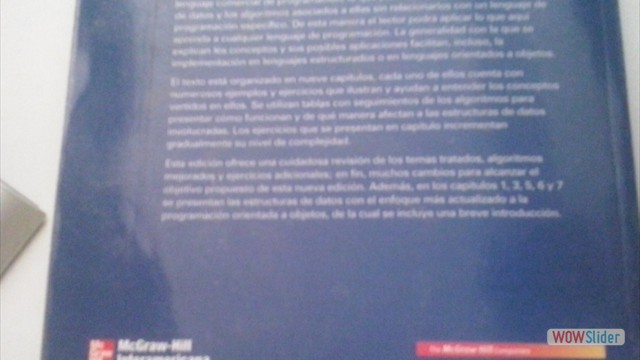 lenguaje comercial de programación
de datos y los algoritmos asociados a ellas sin relacionarlos con un lenguaje de
programación específico. De esta manera el lector podrá aplicar lo que aquí
aprenda a cualquier lenguaje de programación. La generalidad con la que se
explican los conceptos y sus posibles aplicaciones facilitan, incluso, la
implementación en lenguajes estructurados o en lenguajes orientados a objetos.
El texto está organizado en nueve capítulos, cada uno de ellos cuenta con
numerosos ejemplos y ejercicios que ilustran y ayudan a entender los conceptos
vertidos en ellos. Se utilizan tablas con seguimientos de los algoritmos para
presentar cómo funcionan y de qué manera afectan a las estructuras de datos
involucradas. Los ejercicios que se presentan en capítulo incrementan
gradualmente su nivel de complejidad.
Esta edición ofrece una cuidadosa revisión de los temas tratados, algoritmos
mejorados y ejercicios adicionales; en fin, muchos cambios para alcanzar el
objetivo propuesto de esta nueva edición. Además, en los capítulos 1, 3, 5, 6 y 7
se presentan las estructuras de datos con el enfoque más actualizado a la
programación orientada a objetos, de la cual se incluye una breve introducción.
McGraw-Hill
Interamericana
The McGraw-Hill Companies
WOWSlider